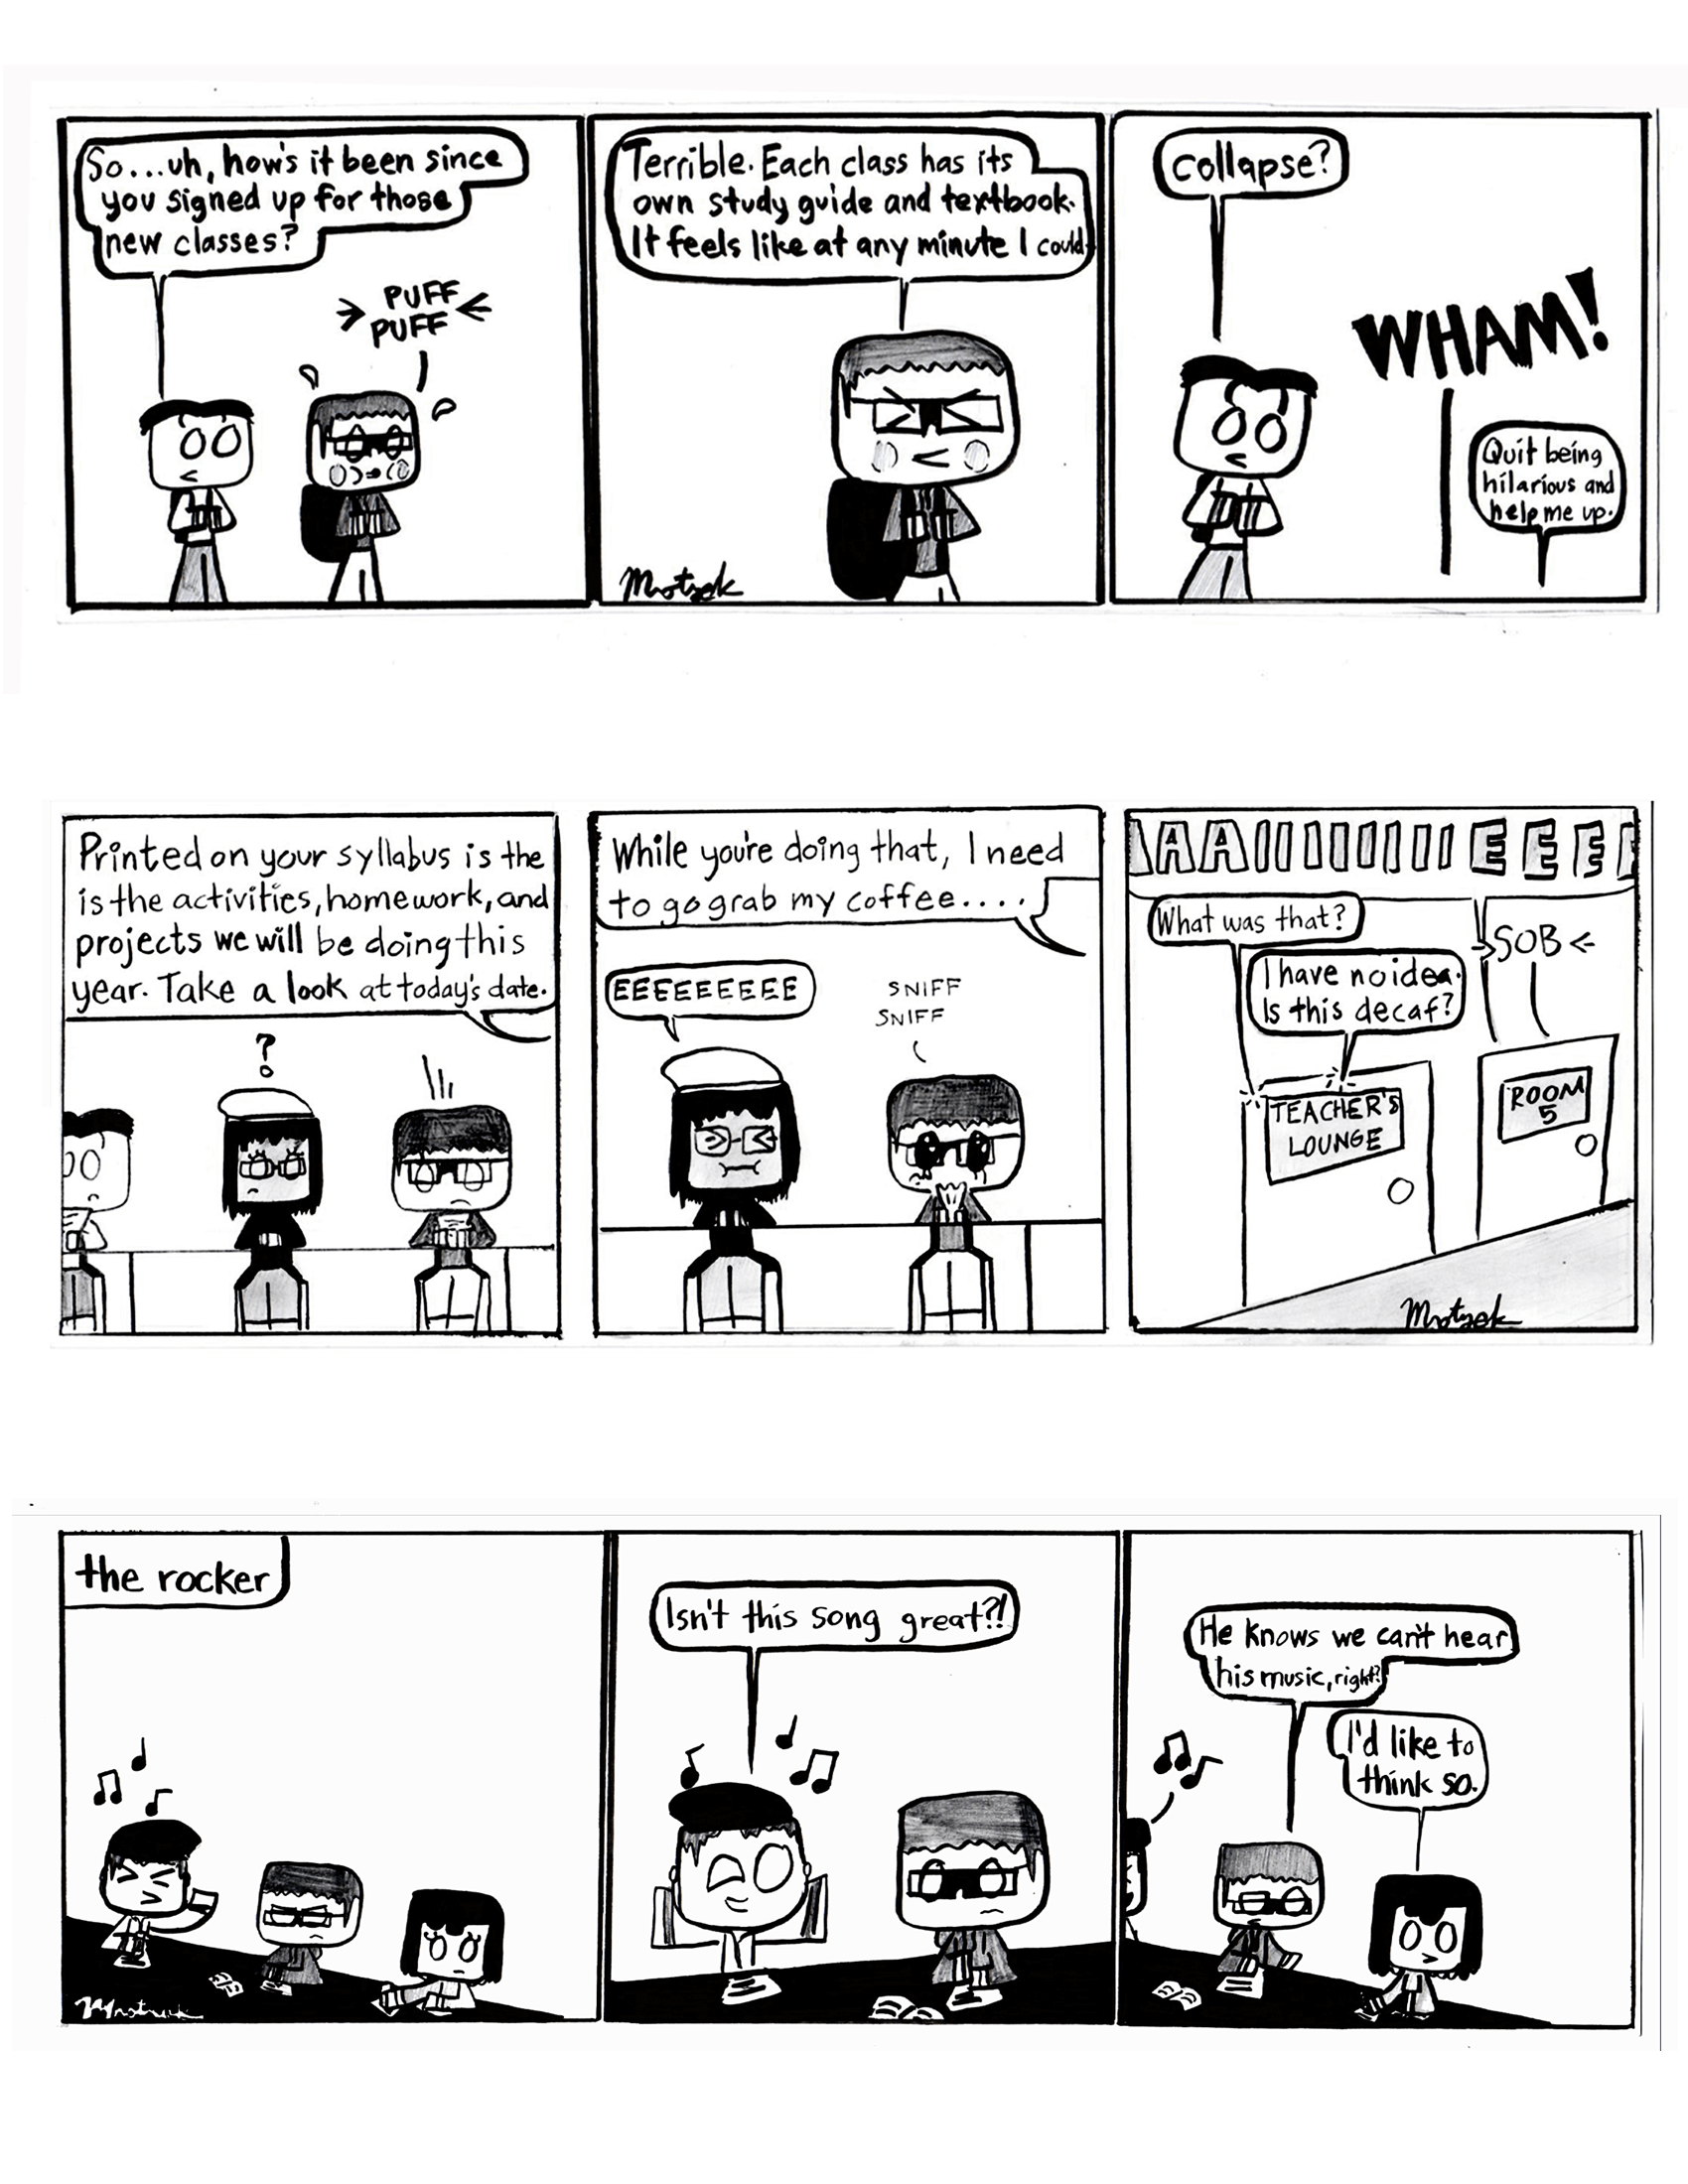 So...uh, how's it been since
you signed up for those
new classes?
PUFF
PUFF
Terrible. Each class has its
own study guide and textbook.
It feels like at any minute I could
Mrotzek
collapse?
WHAM!
Quit being
hilarious and
help me up.
Printed on your syllabus is the
is the activities, homework, and
projects we will be doing this
year. Take a look at today's date.
?
While you're doing that, I need
to go grab my coffee....
EEEEEEEEE
SNIFF
SNIFF
AAAIIIIIIIIIEEEE
What was that?
SOB
I have no idea.
Is this decaf?
TEACHER'S
LOUNGE
ROOM
5
Mrotzek
the rocker
Mrotzek
Isn't this song great?!
He knows we can't hear
his music, right?
I'd like to
think so.